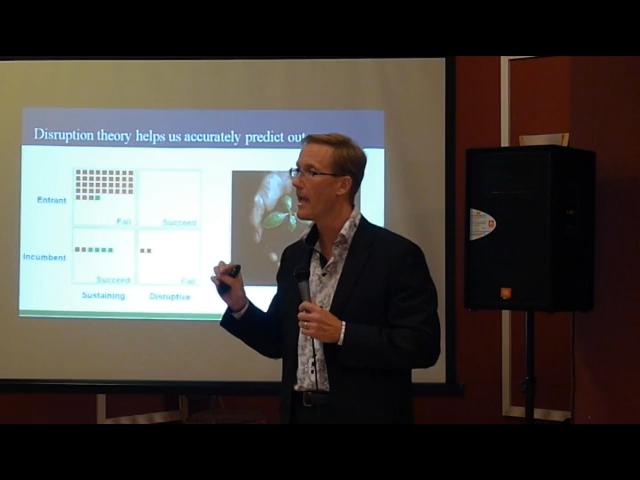 Disruption theory helps us accurately predict out
Entrant
Fail
Succeed
Incumbent
Succeed
Fail
Sustaining
Disruptive